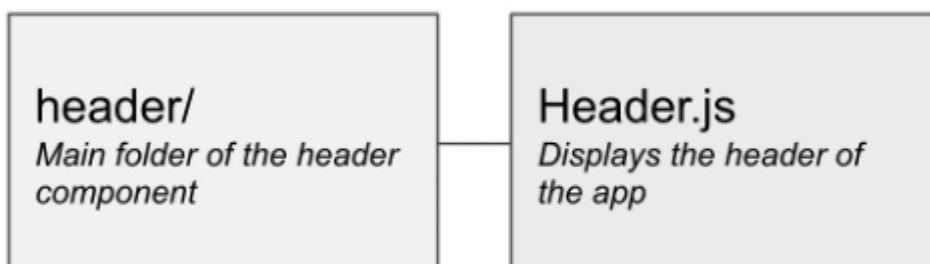 header/
Main folder of the header
component
Header.js
Displays the header of
the app